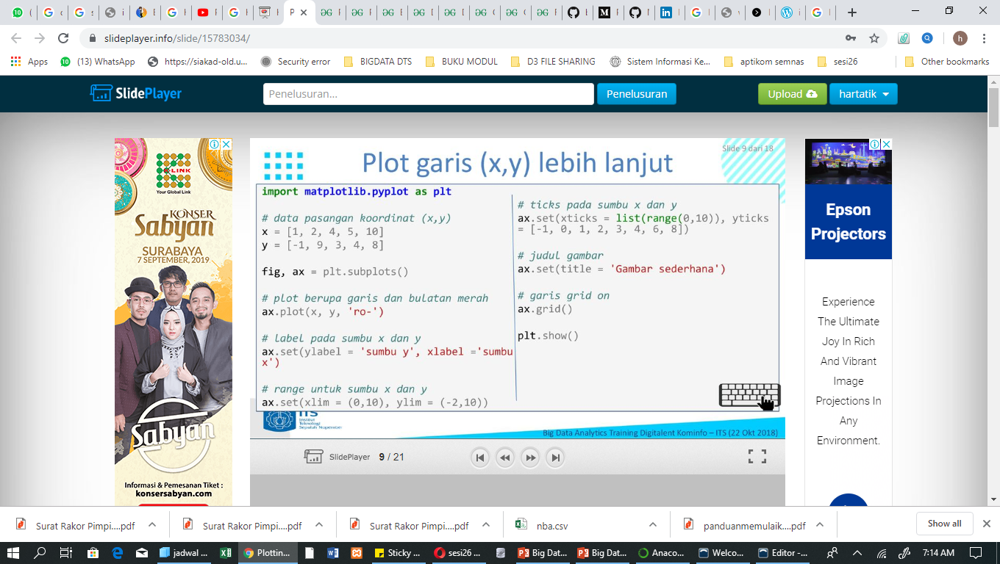 slideplayer.info/slide/15783034/
Apps
(13) WhatsApp
https://siakad-old.u...
Security error
BIGDATA DTS
BUKU MODUL
D3 FILE SHARING
Sistem Informasi Ke...
aptikom semnas
sesi26
Other bookmarks
SlidePlayer
Penelusuran...
Penelusuran
Upload
hartatik
K-LINK
Your Global Link
KONSER
Sabyan
SURABAYA
7 SEPTEMBER, 2019
Sabyan
Informasi & Pemesanan Tiket :
konsersabyan.com
Slide 9 dari 18
Plot garis (x,y) lebih lanjut
import matplotlib.pyplot as plt
# data pasangan koordinat (x,y)
x = [1, 2, 4, 5, 10]
y = [-1, 9, 3, 4, 8]
fig, ax = plt.subplots()
# plot berupa garis dan bulatan merah
ax.plot(x, y, 'ro-')
# label pada sumbu x dan y
ax.set(ylabel = 'sumbu y', xlabel ='sumbu
x')
# range untuk sumbu x dan y
ax.set(xlim = (0,10), ylim = (-2,10))
# ticks pada sumbu x dan y
ax.set(xticks = list(range(0,10)), yticks
= [-1, 0, 1, 2, 3, 4, 6, 8])
# judul gambar
ax.set(title = 'Gambar sederhana')
# garis grid on
ax.grid()
plt.show()
ITS
Institut
Teknologi
Sepuluh Nopember
Big Data Analytics Training Digitalent Kominfo – ITS (22 Okt 2018)
SlidePlayer
9 / 21
Epson
Projectors
Experience
The Ultimate
Joy In Rich
And Vibrant
Image
Projections In
Any
Environment.
Surat Rakor Pimpi....pdf
Surat Rakor Pimpi....pdf
Surat Rakor Pimpi....pdf
nba.csv
panduanmemulaik....pdf
Show all
jadwal ...
Plottin...
Sticky ...
sesi26 ...
Big Dat...
Big Dat...
Anaco...
Welco...
Editor -...
7:14 AM